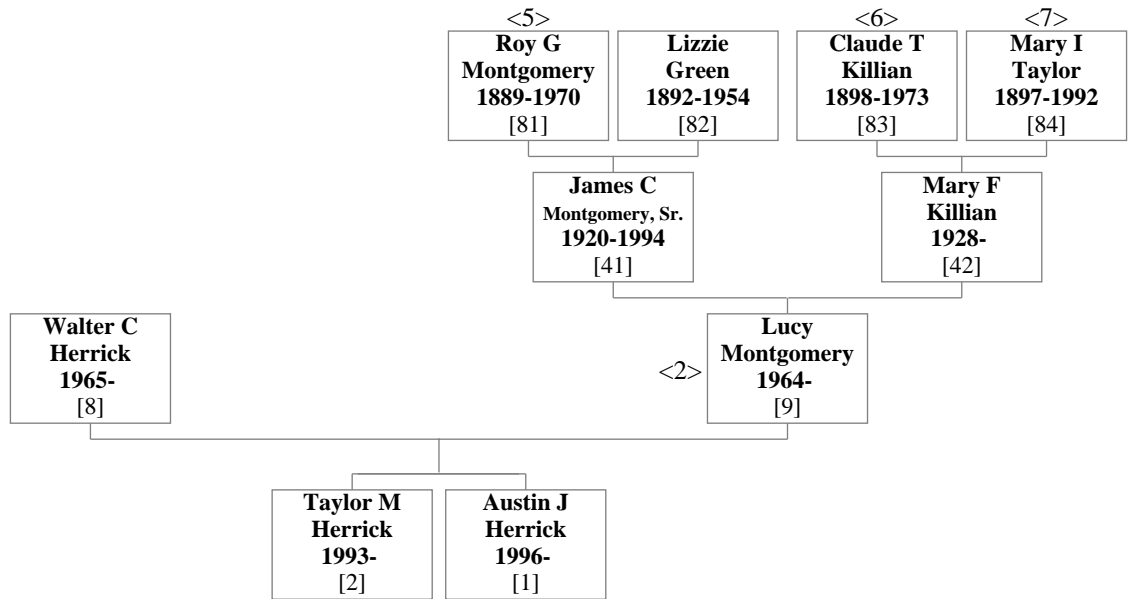 <5>
Roy G
Montgomery
1889-1970
[81]
Lizzie
Green
1892-1954
[82]
<6>
Claude T
Killian
1898-1973
[83]
<7>
Mary I
Taylor
1897-1992
[84]
James C
Montgomery, Sr.
1920-1994
[41]
Mary F
Killian
1928-
[42]
Walter C
Herrick
1965-
[8]
<2>
Lucy
Montgomery
1964-
[9]
Taylor M
Herrick
1993-
[2]
Austin J
Herrick
1996-
[1]